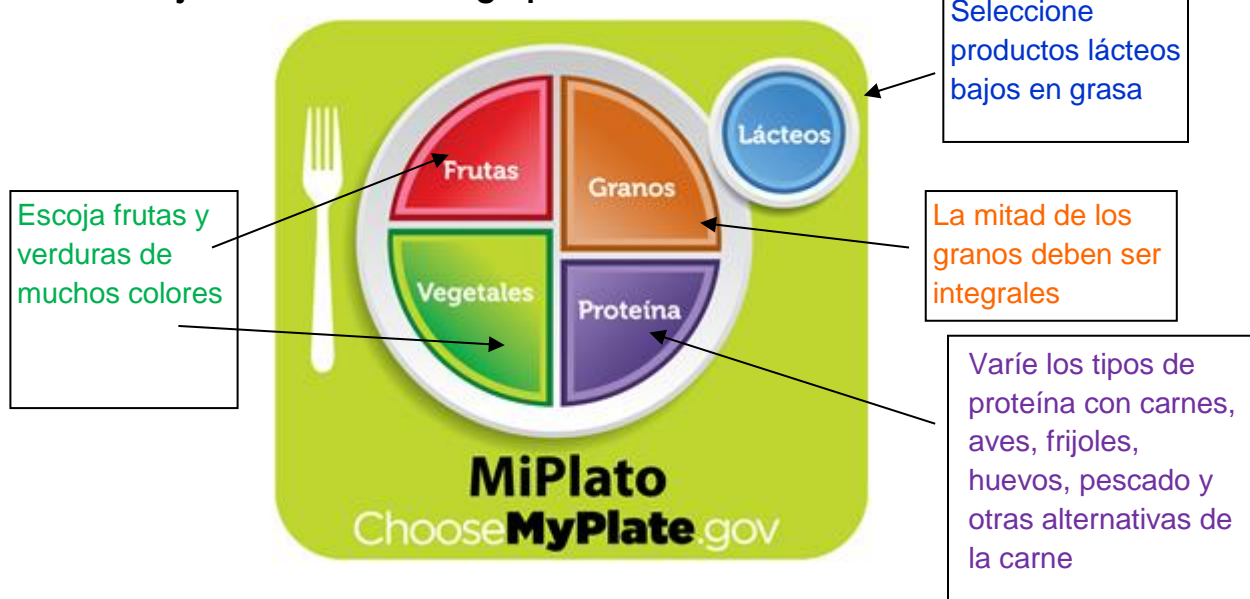 Seleccione
productos lácteos
bajos en grasa
Lácteos
Frutas
Granos
Escoja frutas y
verduras de
muchos colores
La mitad de los
granos deben ser
integrales
Vegetales
Proteína
Varíe los tipos de
proteína con carnes,
aves, frijoles,
huevos, pescado y
otras alternativas de
la carne
MiPlato
ChooseMyPlate.gov